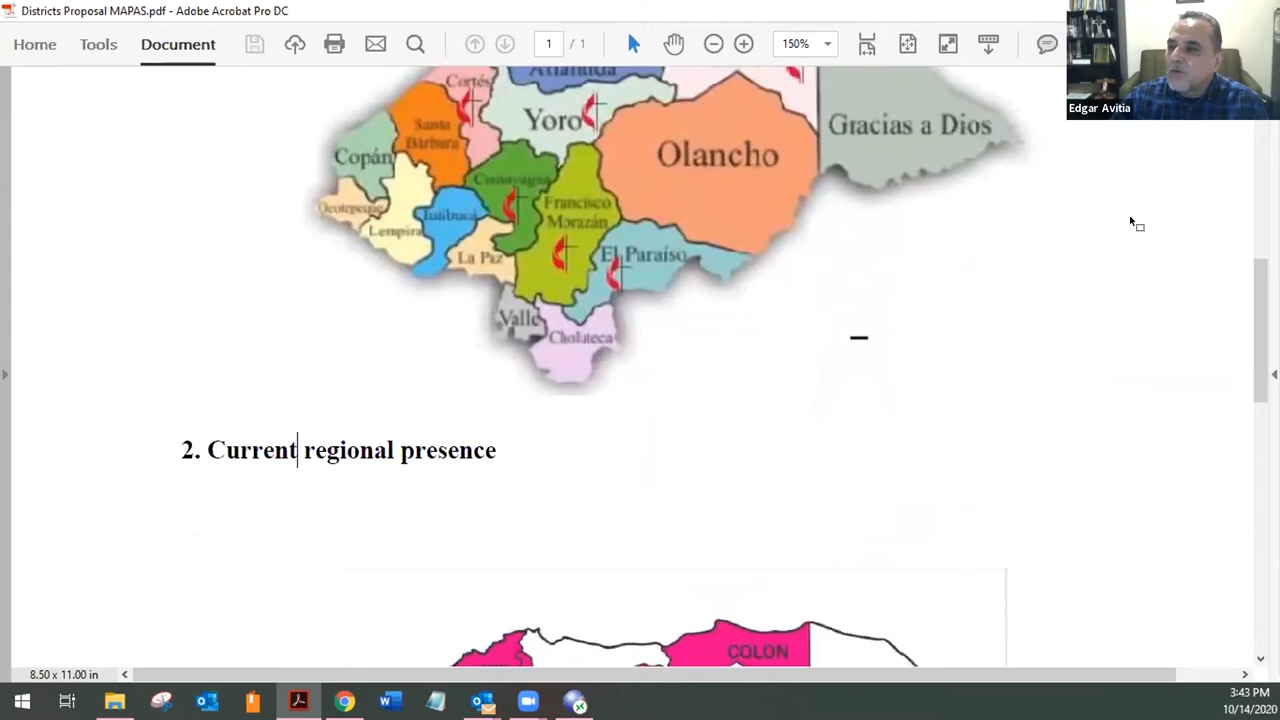 Districts Proposal MAPAS.pdf - Adobe Acrobat Pro DC
Home Tools Document 1 / 1 150%
Edgar Avitia
Cortés Atlántida
Yoro Gracias a Dios
Santa
Bárbara
Copán Olancho
Comayagua
Francisco
Morazán
Ocotepeque
Intibucá
Lempira
La Paz El Paraíso
Valle
Choluteca
2. Current regional presence
COLON
8.50 x 11.00 in
3:43 PM
10/14/2020